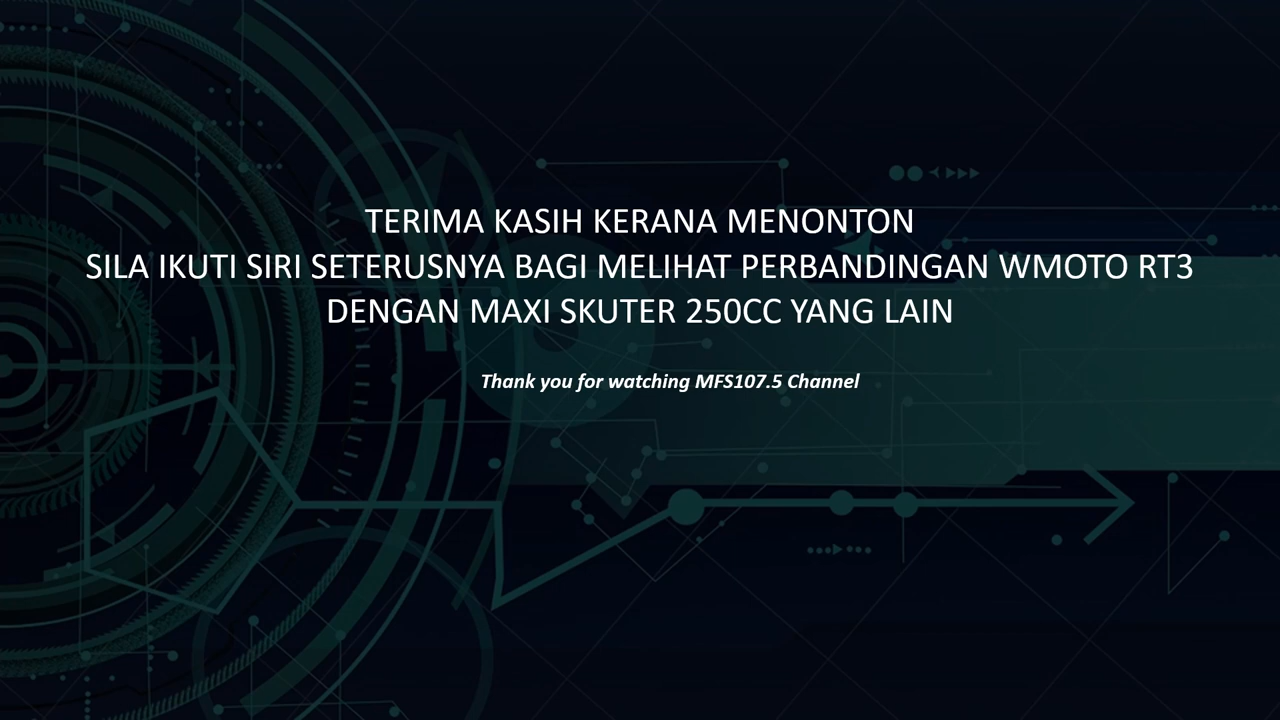 TERIMA KASIH KERANA MENONTON
SILA IKUTI SIRI SETERUSNYA BAGI MELIHAT PERBANDINGAN WMOTO RT3
DENGAN MAXI SKUTER 250CC YANG LAIN
Thank you for watching MFS107.5 Channel